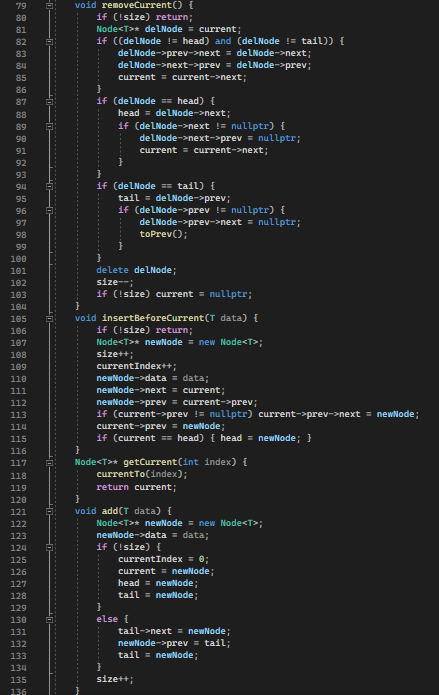 79 void removeCurrent() {
80 if (!size) return;
81 Node<T>* delNode = current;
82 if ((delNode != head) and (delNode != tail)) {
83 delNode->prev->next = delNode->next;
84 delNode->next->prev = delNode->prev;
85 current = current->next;
86 }
87 if (delNode == head) {
88 head = delNode->next;
89 if (delNode->next != nullptr) {
90 delNode->next->prev = nullptr;
91 current = current->next;
92 }
93 }
94 if (delNode == tail) {
95 tail = delNode->prev;
96 if (delNode->prev != nullptr) {
97 delNode->prev->next = nullptr;
98 toPrev();
99 }
100 }
101 delete delNode;
102 size--;
103 if (!size) current = nullptr;
104 }
105 void insertBeforeCurrent(T data) {
106 if (!size) return;
107 Node<T>* newNode = new Node<T>;
108 size++;
109 currentIndex++;
110 newNode->data = data;
111 newNode->next = current;
112 newNode->prev = current->prev;
113 if (current->prev != nullptr) current->prev->next = newNode;
114 current->prev = newNode;
115 if (current == head) { head = newNode; }
116 }
117 Node<T>* getCurrent(int index) {
118 currentTo(index);
119 return current;
120 }
121 void add(T data) {
122 Node<T>* newNode = new Node<T>;
123 newNode->data = data;
124 if (!size) {
125 currentIndex = 0;
126 current = newNode;
127 head = newNode;
128 tail = newNode;
129 }
130 else {
131 tail->next = newNode;
132 newNode->prev = tail;
133 tail = newNode;
134 }
135 size++;
136 }